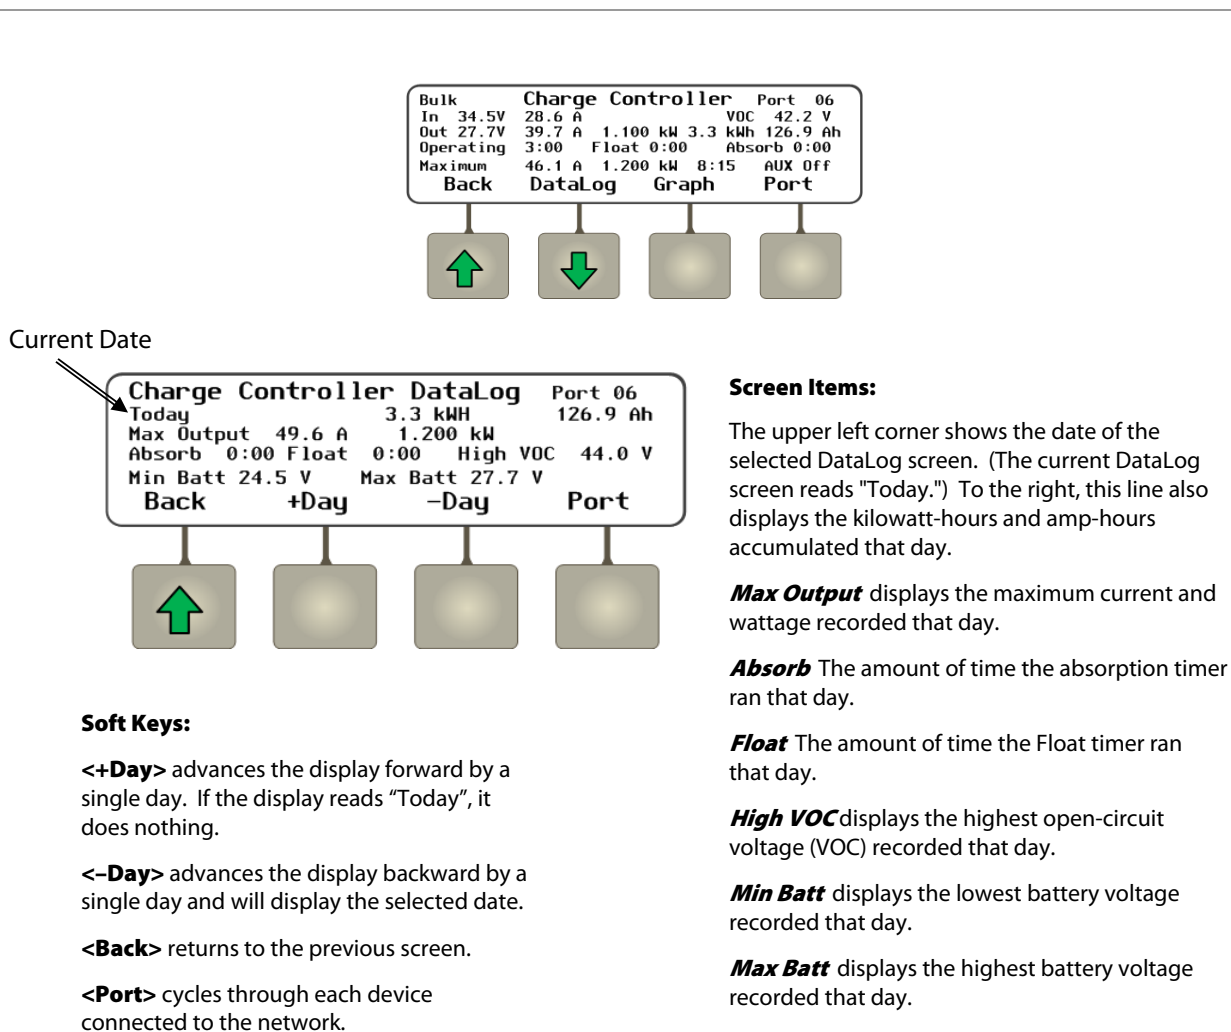 Bulk Charge Controller Port 06
In 34.5V 28.6 A VOC 42.2 V
Out 27.7V 39.7 A 1.100 kW 3.3 kWh 126.9 Ah
Operating 3:00 Float 0:00 Absorb 0:00
Maximum 46.1 A 1.200 kW 8:15 AUX Off
Back DataLog Graph Port
Current Date
Charge Controller DataLog Port 06
Today 3.3 kWH 126.9 Ah
Max Output 49.6 A 1.200 kW
Absorb 0:00 Float 0:00 High VOC 44.0 V
Min Batt 24.5 V Max Batt 27.7 V
Back +Day –Day Port
Soft Keys:
<+Day> advances the display forward by a
single day. If the display reads “Today”, it
does nothing.
<–Day> advances the display backward by a
single day and will display the selected date.
<Back> returns to the previous screen.
<Port> cycles through each device
connected to the network.
Screen Items:
The upper left corner shows the date of the
selected DataLog screen. (The current DataLog
screen reads "Today.") To the right, this line also
displays the kilowatt-hours and amp-hours
accumulated that day.
Max Output displays the maximum current and
wattage recorded that day.
Absorb The amount of time the absorption timer
ran that day.
Float The amount of time the Float timer ran
that day.
High VOC displays the highest open-circuit
voltage (VOC) recorded that day.
Min Batt displays the lowest battery voltage
recorded that day.
Max Batt displays the highest battery voltage
recorded that day.